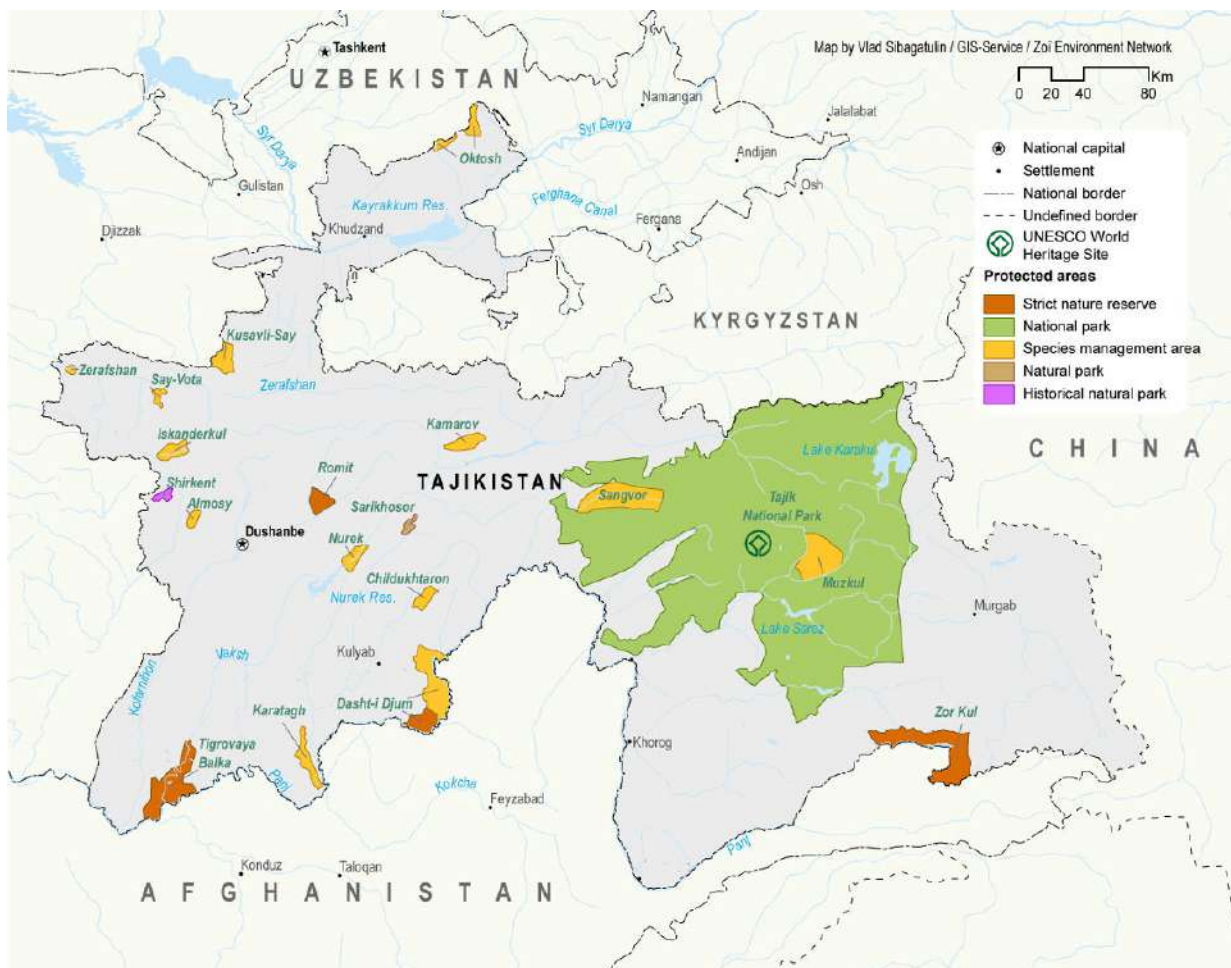 Map by Vlad Sibagatulin / GIS-Service / Zoï Environment Network
0 20 40 80 Km
National capital
Settlement
National border
Undefined border
UNESCO World
Heritage Site
Protected areas
Strict nature reserve
National park
Species management area
Natural park
Historical natural park
Tashkent
UZBEKISTAN
Namangan
Jalalabat
Syr Darya
Syr Darya
Oktosh
Andijan
Osh
Gulistan
Kayrakkum Res.
Ferghana Canal
Djizzak
Khudzand
Fergana
KYRGYZSTAN
Kusavli-Say
Zerafshan
Say-Vota
Zerafshan
Iskanderkul
Kamarov
CHINA
Lake Karakul
Shirkent
Romit
TAJIKISTAN
Almosy
Sarikhosor
Sangvor
Tajik
National Park
Dushanbe
Nurek
Childukhtaron
Muzkul
Nurek Res.
Murgab
Lake Sarez
Vaksh
Kulyab
Kofarnihon
Dasht-i Djum
Karatagh
Zor Kul
Tigrovaya
Balka
Khorog
Panj
Kokcha
Feyzabad
Panj
Konduz
Taloqan
AFGHANISTAN